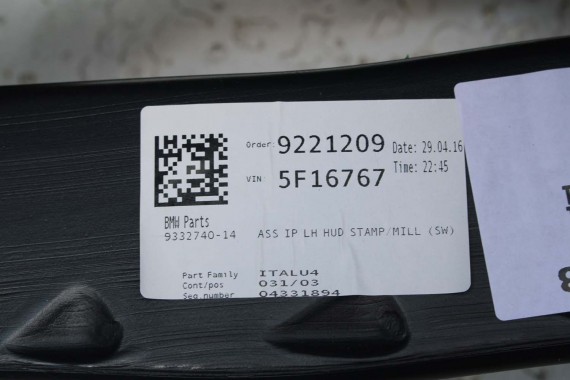 Order: 9221209 Date: 29.04.16
VIN 5F16767 Time: 22:45
BMW Parts
9332740-14 ASS IP LH HUD STAMP/MILL (SW)
Part Family ITALU4
Cont/pos 031/03
Seq.number 04331894